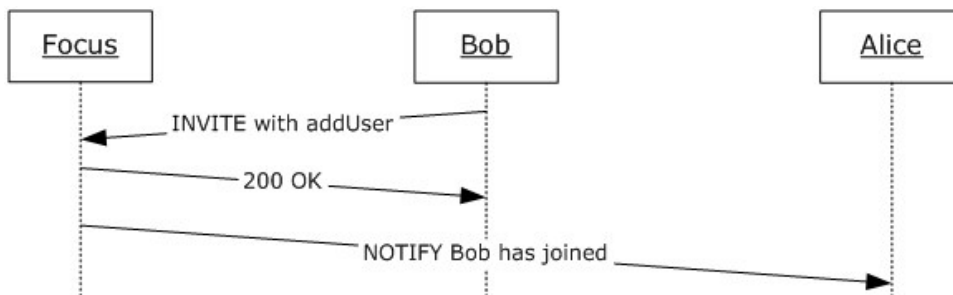 Focus
Bob
Alice
INVITE with addUser
200 OK
NOTIFY Bob has joined